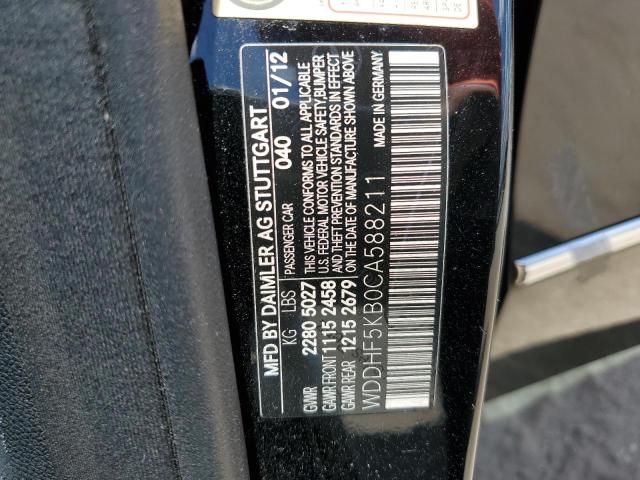 MFD BY DAIMLER AG STUTTGART
KG LBS PASSENGER CAR 040 01/12
GVWR 2280 5027 THIS VEHICLE CONFORMS TO ALL APPLICABLE
U.S. FEDERAL MOTOR VEHICLE SAFETY,BUMPER
GAWR FRONT 1115 2458 AND THEFT PREVENTION STANDARDS IN EFFECT
GAWR REAR 1215 2679 ON THE DATE OF MANUFACTURE SHOWN ABOVE
WDDHF5KB0CA588211 MADE IN GERMANY